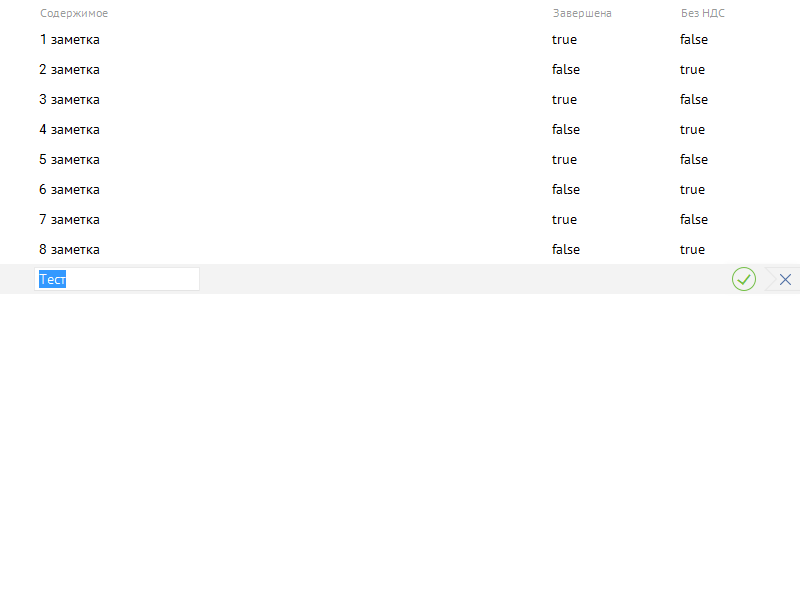 Содержимое Завершена Без НДС
1 заметка true false
2 заметка false true
3 заметка true false
4 заметка false true
5 заметка true false
6 заметка false true
7 заметка true false
8 заметка false true
Тест